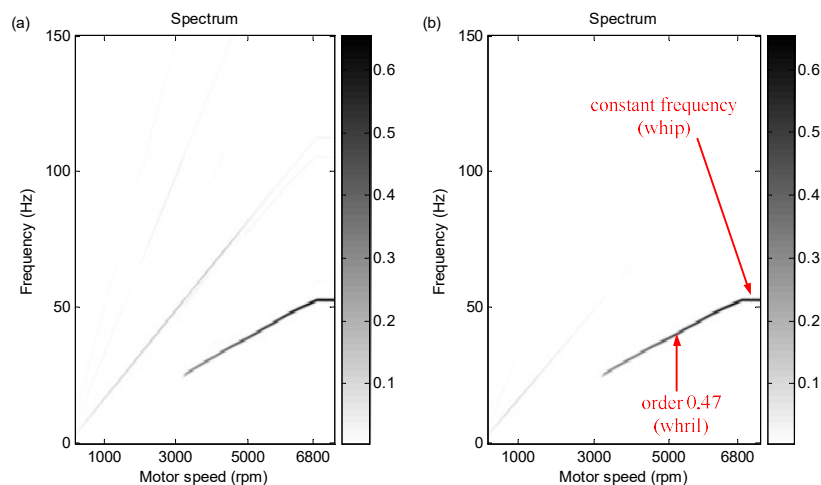 (a)
Spectrum
150
100
50
0
Frequency (Hz)
1000
3000
5000
6800
Motor speed (rpm)
0.6
0.5
0.4
0.3
0.2
0.1
(b)
Spectrum
150
100
50
0
Frequency (Hz)
constant frequency
(whip)
order 0.47
(whril)
1000
3000
5000
6800
Motor speed (rpm)
0.6
0.5
0.4
0.3
0.2
0.1